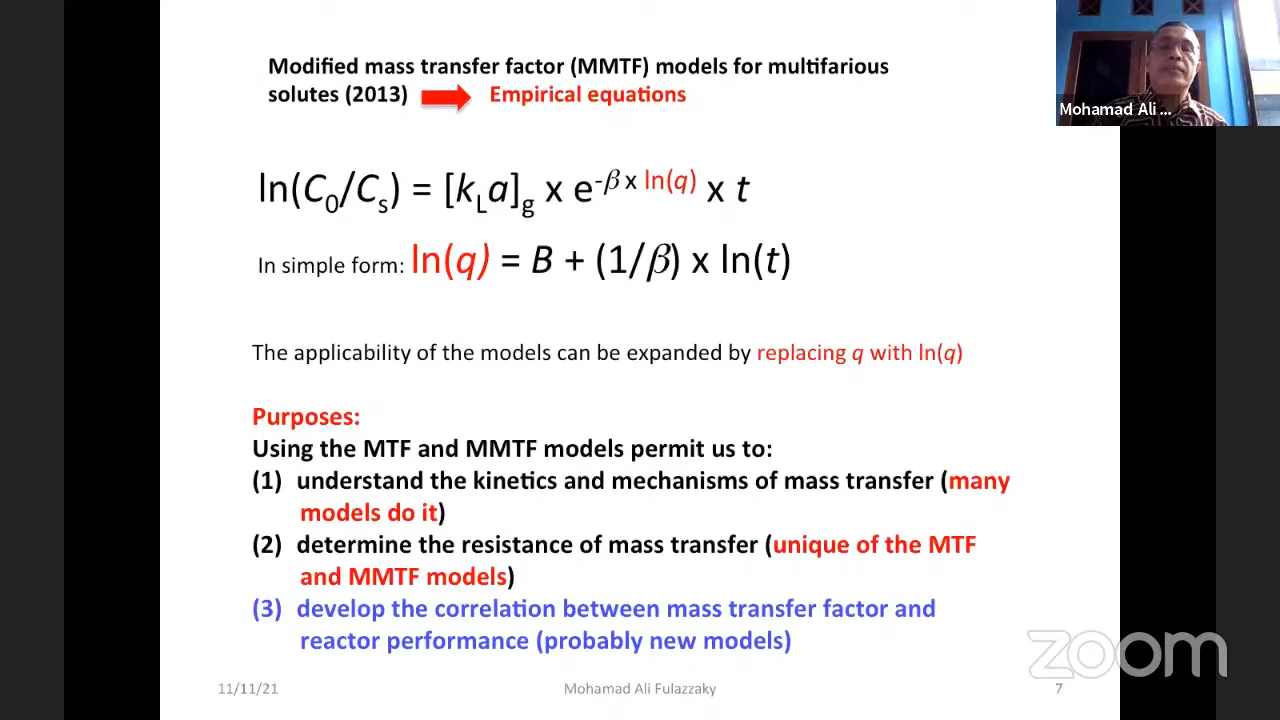 Modified mass transfer factor (MMTF) models for multifarious
solutes (2013) Empirical equations
Mohamad Ali ...
ln(C₀/Cₛ) = [k_L a]_g x e^(-β x ln(q)) x t
In simple form: ln(q) = B + (1/β) x ln(t)
The applicability of the models can be expanded by replacing q with ln(q)
Purposes:
Using the MTF and MMTF models permit us to:
(1) understand the kinetics and mechanisms of mass transfer (many
models do it)
(2) determine the resistance of mass transfer (unique of the MTF
and MMTF models)
(3) develop the correlation between mass transfer factor and
reactor performance (probably new models)
zoom
11/11/21
Mohamad Ali Fulazzaky
7